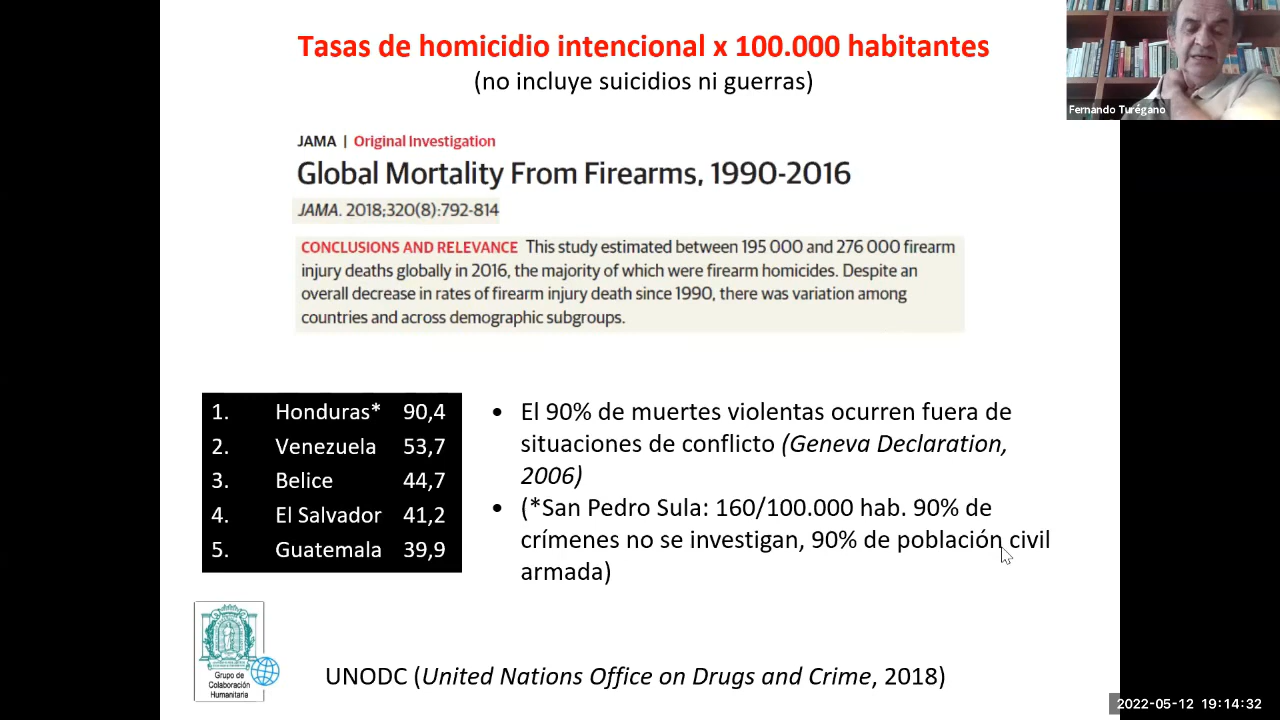 Tasas de homicidio intencional x 100.000 habitantes
(no incluye suicidios ni guerras)
Fernando Turégano
JAMA | Original Investigation
Global Mortality From Firearms, 1990-2016
JAMA. 2018;320(8):792-814
CONCLUSIONS AND RELEVANCE This study estimated between 195 000 and 276 000 firearm
injury deaths globally in 2016, the majority of which were firearm homicides. Despite an
overall decrease in rates of firearm injury death since 1990, there was variation among
countries and across demographic subgroups.
1. Honduras* 90,4
2. Venezuela 53,7
3. Belice 44,7
4. El Salvador 41,2
5. Guatemala 39,9
• El 90% de muertes violentas ocurren fuera de
situaciones de conflicto (Geneva Declaration,
2006)
• (*San Pedro Sula: 160/100.000 hab. 90% de
crímenes no se investigan, 90% de población civil
armada)
Grupo de
Colaboración
Humanitaria
UNODC (United Nations Office on Drugs and Crime, 2018)
2022-05-12 19:14:32